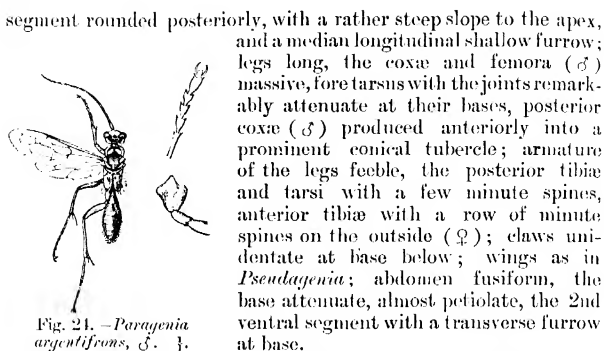 segment rounded posteriorly, with a rather steep slope to the apex,
and a median longitudinal shallow furrow;
legs long, the coxæ and femora (♂)
massive, fore tarsus with the joints remark-
ably attenuate at their bases, posterior
coxæ (♂) produced anteriorly into a
prominent conical tubercle; armature
of the legs feeble, the posterior tibiæ
and tarsi with a few minute spines,
anterior tibiæ with a row of minute
spines on the outside (♀); claws uni-
dentate at base below; wings as in
Pseudagenia; abdomen fusiform, the
base attenuate, almost petiolate, the 2nd
ventral segment with a transverse furrow
at base.
Fig. 24.—Paragenia
argentifrons, ♂.